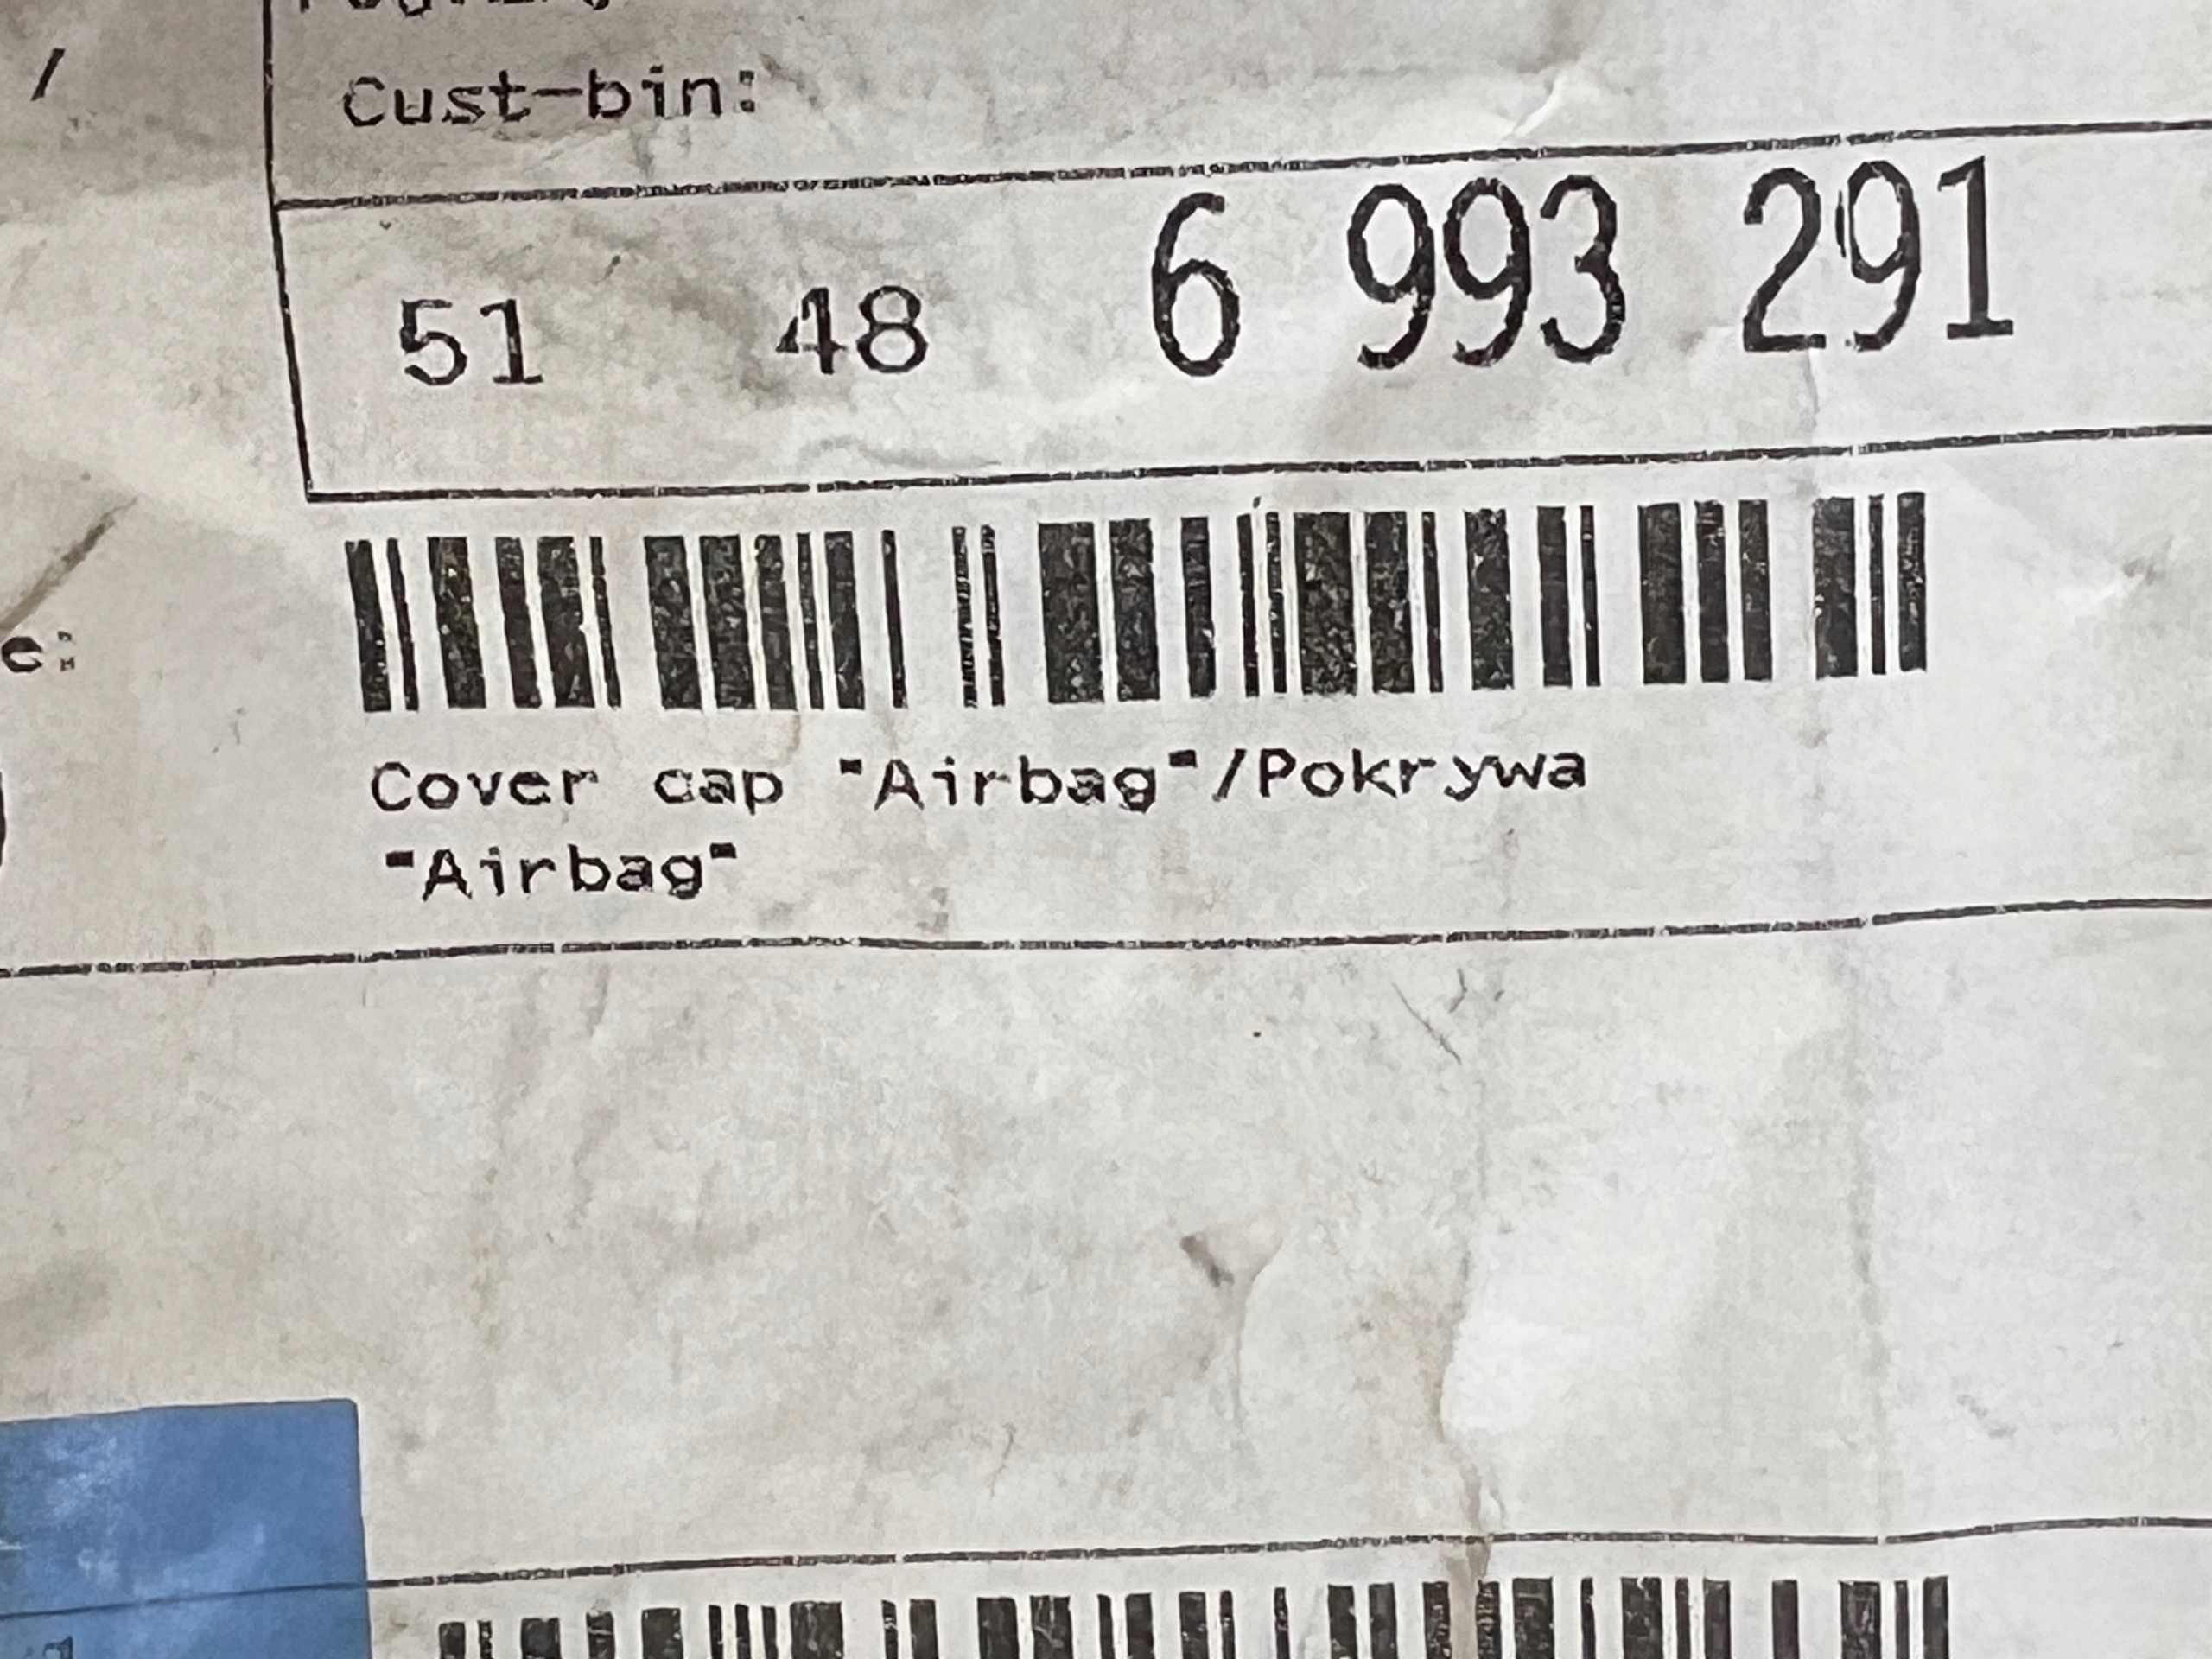 /
Cust-bin:
51 48 6 993 291
e:
Cover cap "Airbag"/Pokrywa
"Airbag"